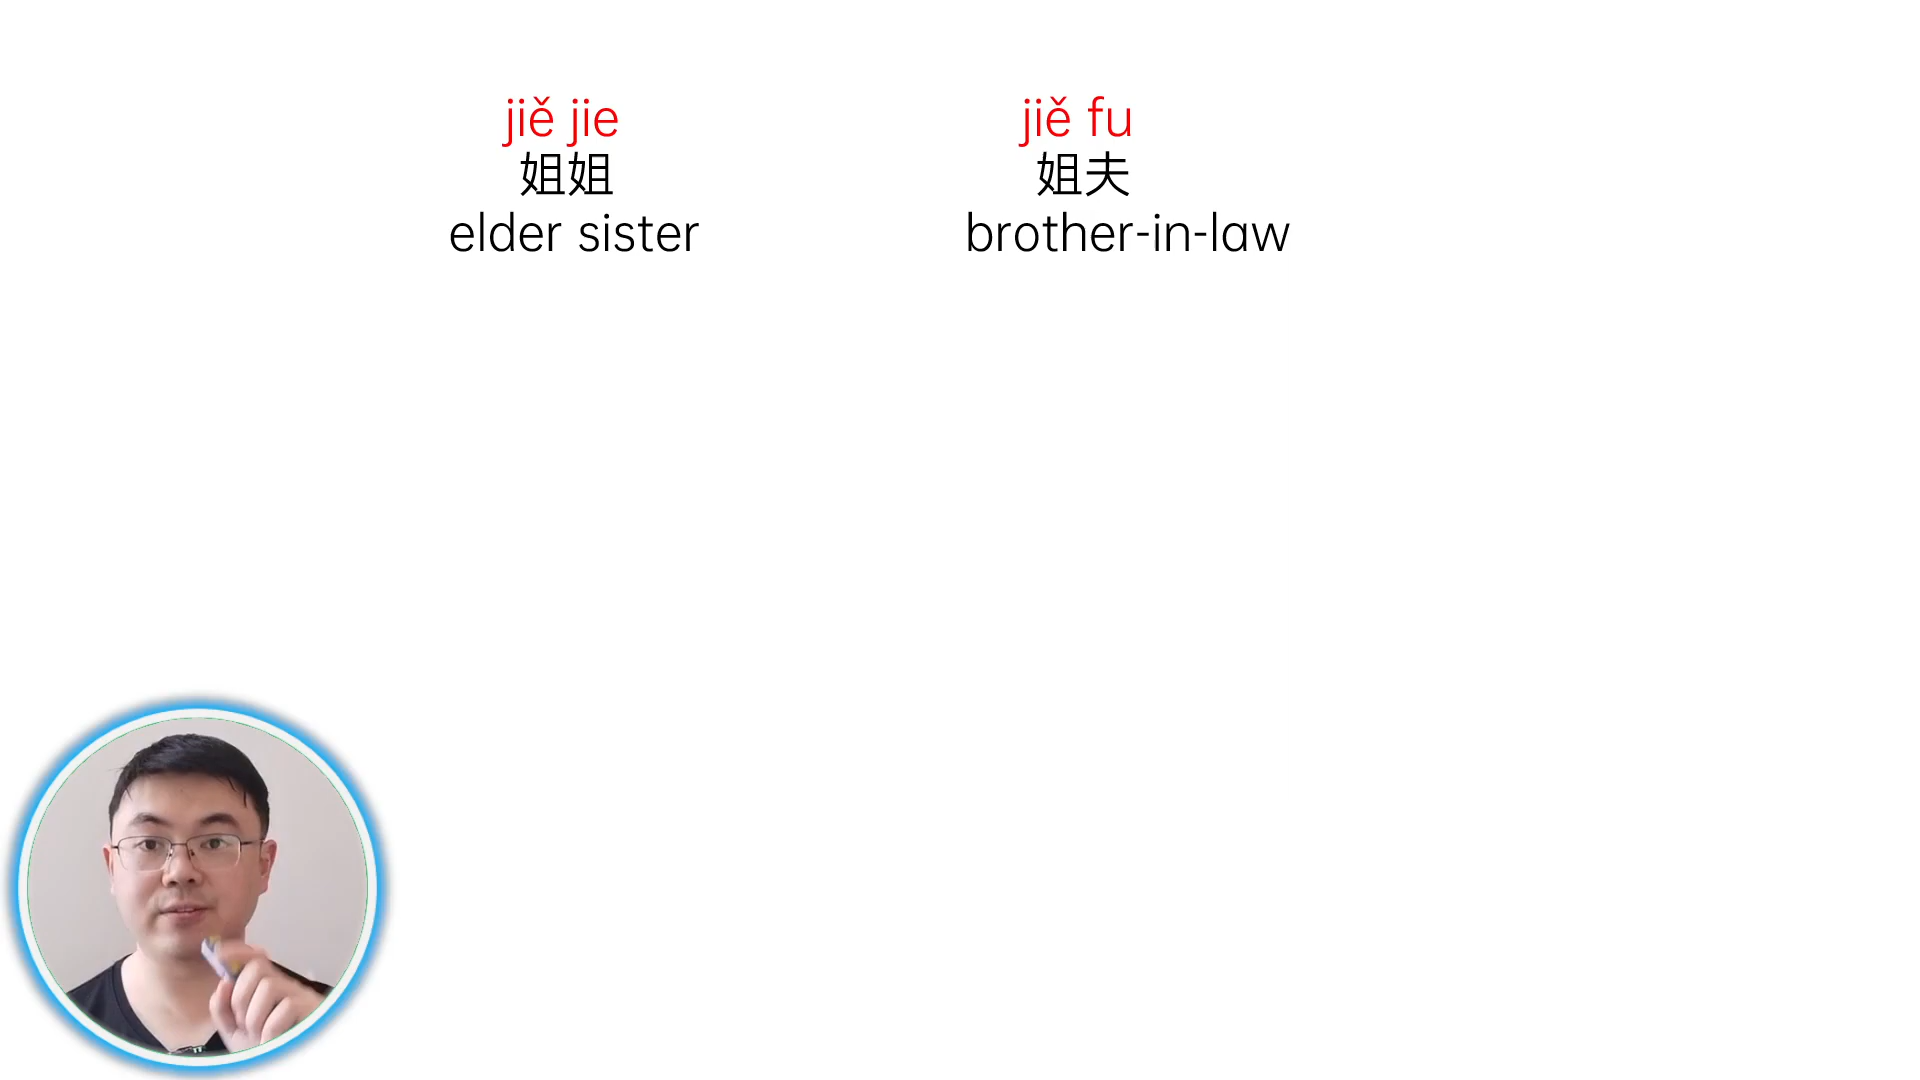 jiě jie
姐姐
elder sister
jiě fu
姐夫
brother-in-law